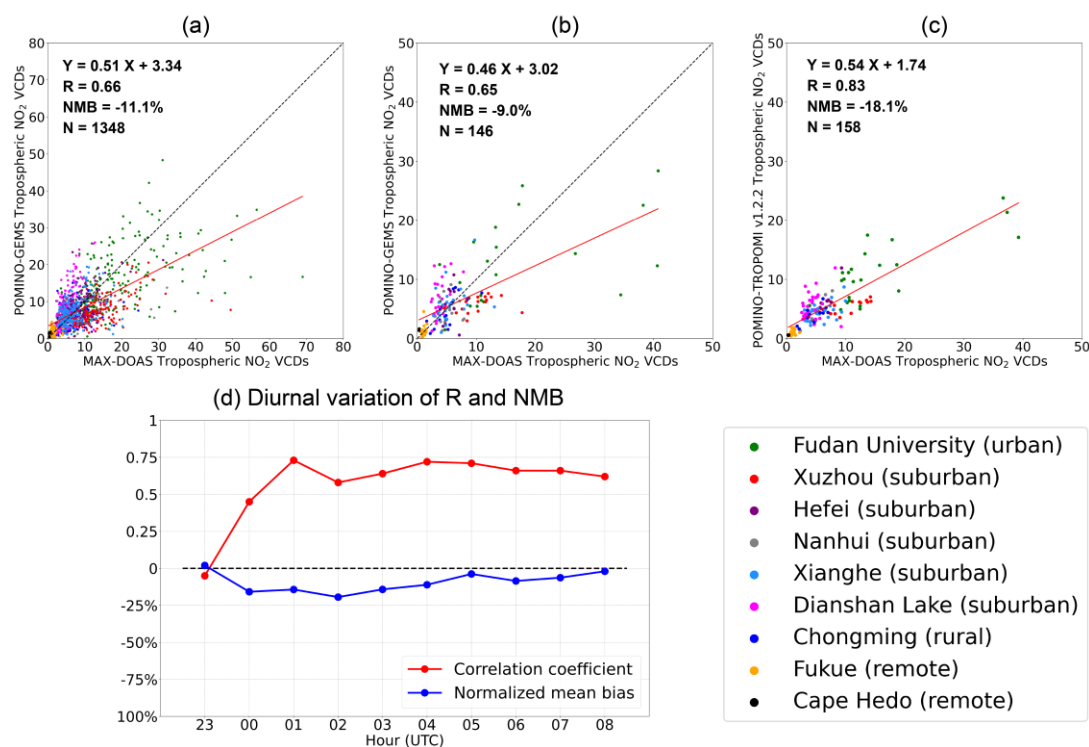 (a)
80
70
60
50
40
30
20
10
0
0 10 20 30 40 50 60 70 80
POMINO-GEMS Tropospheric NO₂ VCDs
MAX-DOAS Tropospheric NO₂ VCDs
Y = 0.51 X + 3.34
R = 0.66
NMB = -11.1%
N = 1348
(b)
50
40
30
20
10
0
0 10 20 30 40 50
POMINO-GEMS Tropospheric NO₂ VCDs
MAX-DOAS Tropospheric NO₂ VCDs
Y = 0.46 X + 3.02
R = 0.65
NMB = -9.0%
N = 146
(c)
50
40
30
20
10
0
0 10 20 30 40 50
POMINO-TROPOMI v1.2.2 Tropospheric NO₂ VCDs
MAX-DOAS Tropospheric NO₂ VCDs
Y = 0.54 X + 1.74
R = 0.83
NMB = -18.1%
N = 158
(d) Diurnal variation of R and NMB
1
0.75
0.5
0.25
0
-25%
-50%
-75%
100%
23 00 01 02 03 04 05 06 07 08
Hour (UTC)
Correlation coefficient
Normalized mean bias
Fudan University (urban)
Xuzhou (suburban)
Hefei (suburban)
Nanhui (suburban)
Xianghe (suburban)
Dianshan Lake (suburban)
Chongming (rural)
Fukue (remote)
Cape Hedo (remote)